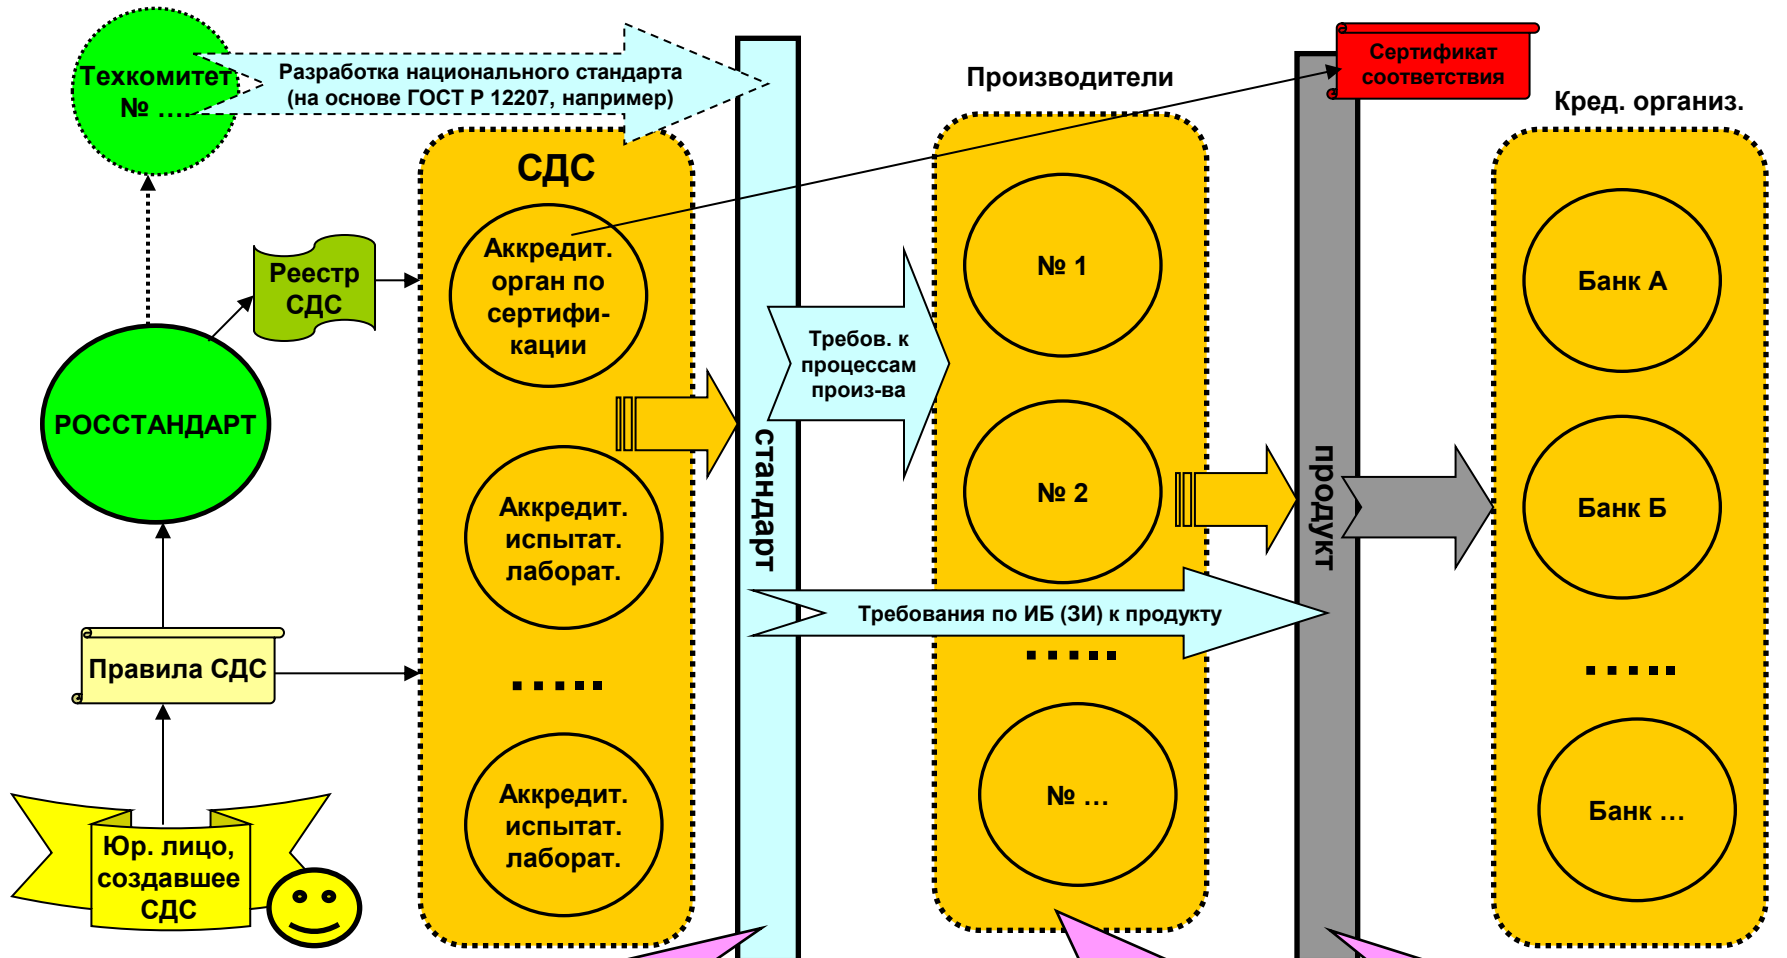 Техкомитет
№ ....
Разработка национального стандарта
(на основе ГОСТ Р 12207, например)
Производители
Сертификат
соответствия
Кред. организ.
СДС
Аккредит.
орган по
сертифи-
кации
Реестр
СДС
РОССТАНДАРТ
Правила СДС
Юр. лицо,
создавшее
СДС
Аккредит.
испытат.
лаборат.
.....
Аккредит.
испытат.
лаборат.
стандарт
Требов. к
процессам
произ-ва
№ 1
№ 2
Требования по ИБ (ЗИ) к продукту
.....
№ ...
продукт
Банк А
Банк Б
.....
Банк ...